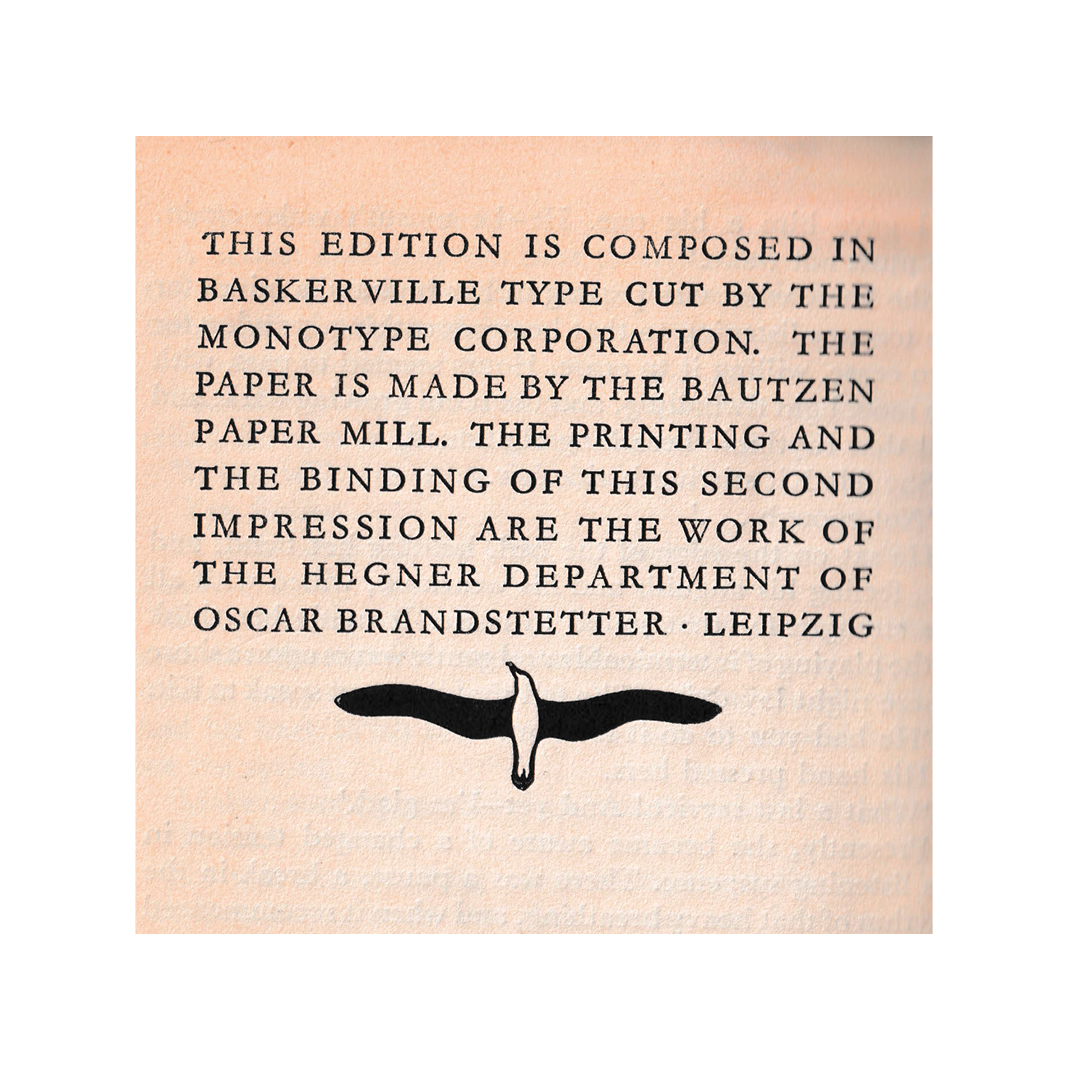 THIS EDITION IS COMPOSED IN
BASKERVILLE TYPE CUT BY THE
MONOTYPE CORPORATION. THE
PAPER IS MADE BY THE BAUTZEN
PAPER MILL. THE PRINTING AND
THE BINDING OF THIS SECOND
IMPRESSION ARE THE WORK OF
THE HEGNER DEPARTMENT OF
OSCAR BRANDSTETTER · LEIPZIG